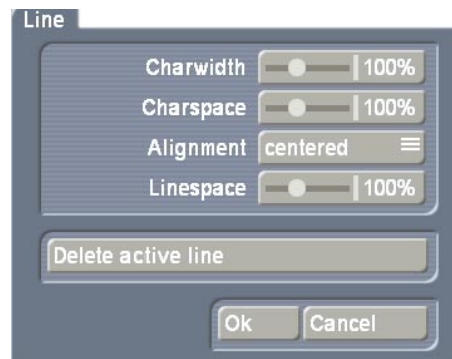 Line
Charwidth 100%
Charspace 100%
Alignment centered
Linespace 100%
Delete active line
Ok Cancel